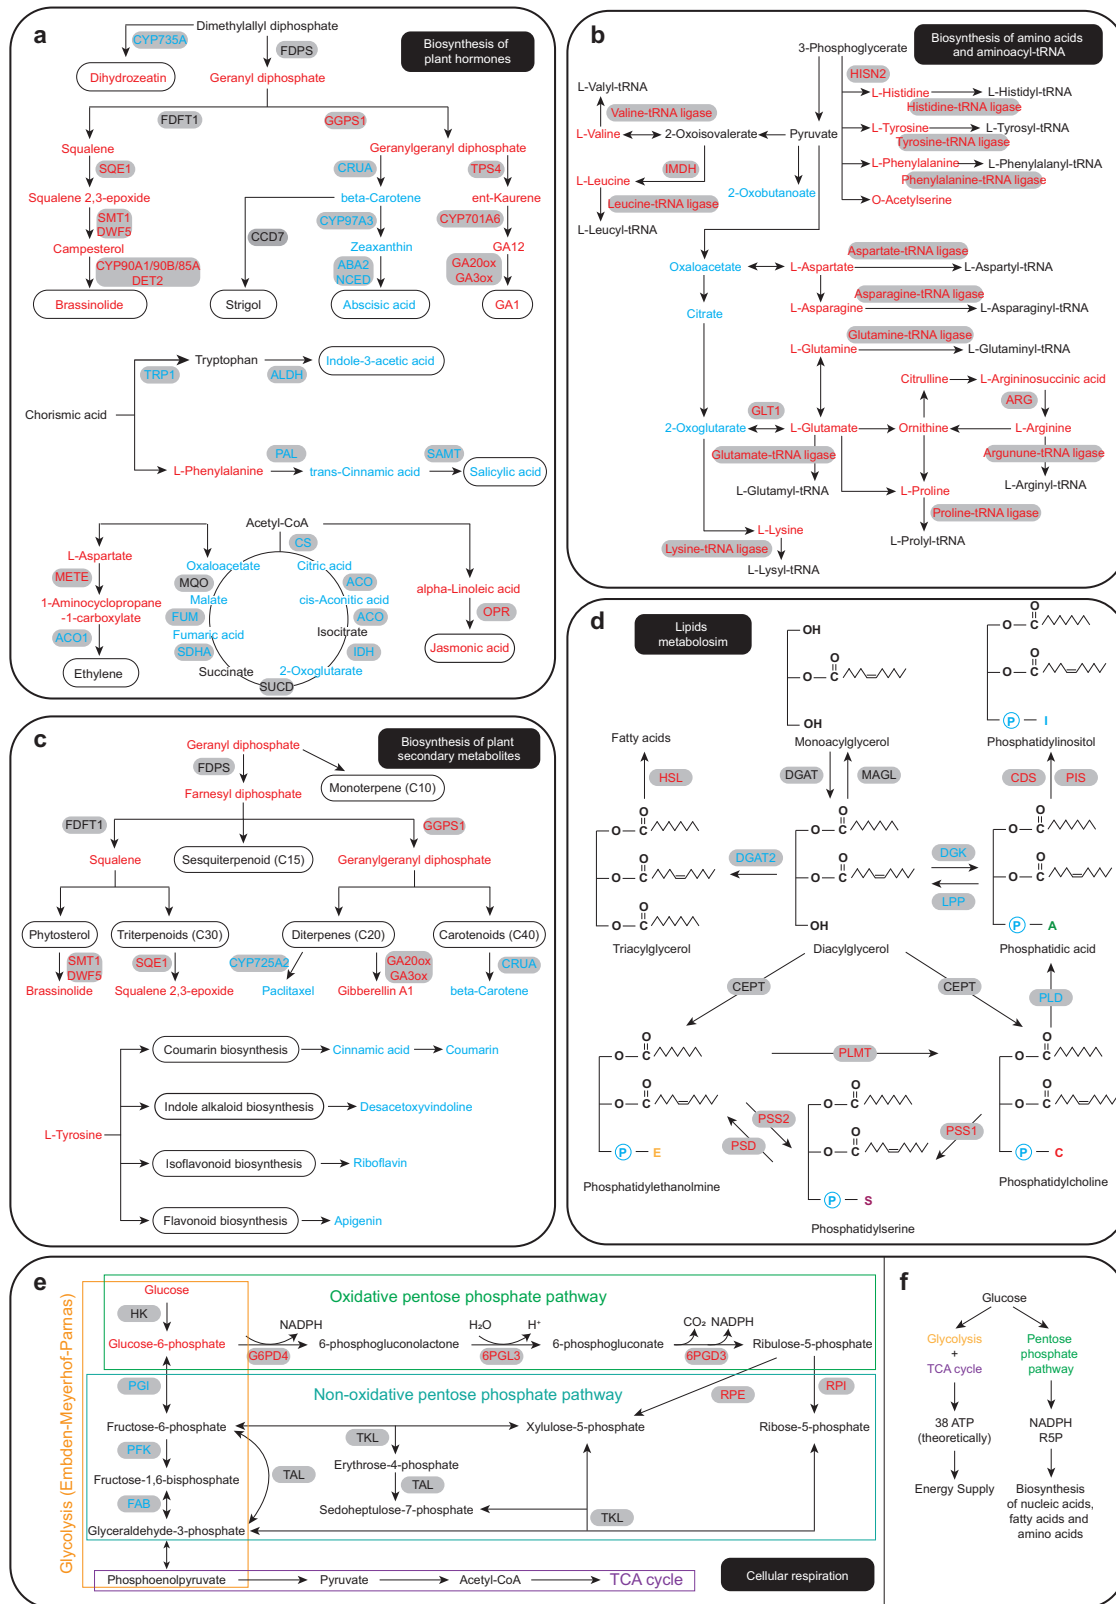 a
Biosynthesis of
plant hormones
Dimethylallyl diphosphate
CYP735A
FDPS
Dihydrozeatin
Geranyl diphosphate
FDFT1
GGPS1
Squalene
Geranylgeranyl diphosphate
SQE1
CRUA
TPS4
Squalene 2,3-epoxide
beta-Carotene
ent-Kaurene
SMT1
DWF5
CCD7
CYP97A3
CYP701A6
Campesterol
Zeaxanthin
GA12
CYP90A1/90B/85A
DET2
ABA2
NCED
GA20ox
GA3ox
Brassinolide
Strigol
Abscisic acid
GA1
Tryptophan
Indole-3-acetic acid
TRP1
ALDH
Chorismic acid
PAL
SAMT
L-Phenylalanine
trans-Cinnamic acid
Salicylic acid
Acetyl-CoA
CS
L-Aspartate
Oxaloacetate
Citric acid
METE
MQO
ACO
alpha-Linoleic acid
1-Aminocyclopropane
-1-carboxylate
Malate
cis-Aconitic acid
FUM
ACO
OPR
ACO1
Fumaric acid
Isocitrate
SDHA
IDH
Jasmonic acid
Ethylene
Succinate
2-Oxoglutarate
SUCD
b
Biosynthesis of amino acids
and aminoacyl-tRNA
3-Phosphoglycerate
HISN2
L-Valyl-tRNA
L-Histidine
L-Histidyl-tRNA
Valine-tRNA ligase
Histidine-tRNA ligase
L-Valine
2-Oxoisovalerate
Pyruvate
L-Tyrosine
L-Tyrosyl-tRNA
Tyrosine-tRNA ligase
IMDH
L-Phenylalanine
L-Phenylalanyl-tRNA
L-Leucine
2-Oxobutanoate
Phenylalanine-tRNA ligase
Leucine-tRNA ligase
O-Acetylserine
L-Leucyl-tRNA
Aspartate-tRNA ligase
Oxaloacetate
L-Aspartate
L-Aspartyl-tRNA
Asparagine-tRNA ligase
Citrate
L-Asparagine
L-Asparaginyl-tRNA
Glutamine-tRNA ligase
L-Glutamine
L-Glutaminyl-tRNA
Citrulline
L-Argininosuccinic acid
GLT1
ARG
2-Oxoglutarate
L-Glutamate
Ornithine
L-Arginine
Glutamate-tRNA ligase
Argunune-tRNA ligase
L-Glutamyl-tRNA
L-Proline
L-Arginyl-tRNA
Proline-tRNA ligase
L-Lysine
L-Prolyl-tRNA
Lysine-tRNA ligase
L-Lysyl-tRNA
c
Biosynthesis of plant
secondary metabolites
Geranyl diphosphate
FDPS
Monoterpene (C10)
Farnesyl diphosphate
FDFT1
GGPS1
Squalene
Sesquiterpenoid (C15)
Geranylgeranyl diphosphate
Phytosterol
Triterpenoids (C30)
Diterpenes (C20)
Carotenoids (C40)
SMT1
DWF5
SQE1
CYP725A2
GA20ox
GA3ox
CRUA
Brassinolide
Squalene 2,3-epoxide
Paclitaxel
Gibberellin A1
beta-Carotene
Coumarin biosynthesis
Cinnamic acid
Coumarin
Indole alkaloid biosynthesis
Desacetoxyvindoline
L-Tyrosine
Isoflavonoid biosynthesis
Riboflavin
Flavonoid biosynthesis
Apigenin
d
Lipids
metabolosim
OH
O
O C
OH
Monoacylglycerol
O
O C
O
O C
P I
Phosphatidylinositol
Fatty acids
HSL
DGAT
MAGL
CDS
PIS
O
O C
O
O C
O
O C
Triacylglycerol
DGAT2
O
O C
O
O C
OH
Diacylglycerol
DGK
LPP
O
O C
O
O C
P A
Phosphatidic acid
CEPT
CEPT
PLD
O
O C
O
O C
P E
Phosphatidylethanolmine
PLMT
PSS2
PSD
PSS1
O
O C
O
O C
P S
Phosphatidylserine
O
O C
O
O C
P C
Phosphatidylcholine
e
Glycolysis (Embden-Meyerhof-Parnas)
Oxidative pentose phosphate pathway
Glucose
HK
NADPH
H₂O
H⁺
CO₂
NADPH
Glucose-6-phosphate
6-phosphogluconolactone
6-phosphogluconate
Ribulose-5-phosphate
G6PD4
6PGL3
6PGD3
PGI
Non-oxidative pentose phosphate pathway
RPE
RPI
Fructose-6-phosphate
Xylulose-5-phosphate
Ribose-5-phosphate
TKL
PFK
Erythrose-4-phosphate
Fructose-1,6-bisphosphate
TAL
TAL
FAB
Sedoheptulose-7-phosphate
TKL
Glyceraldehyde-3-phosphate
Phosphoenolpyruvate
Pyruvate
Acetyl-CoA
TCA cycle
Cellular respiration
f
Glucose
Glycolysis
+
TCA cycle
Pentose
phosphate
pathway
38 ATP
(theoretically)
NADPH
R5P
Energy Supply
Biosynthesis
of nucleic acids,
fatty acids and
amino acids